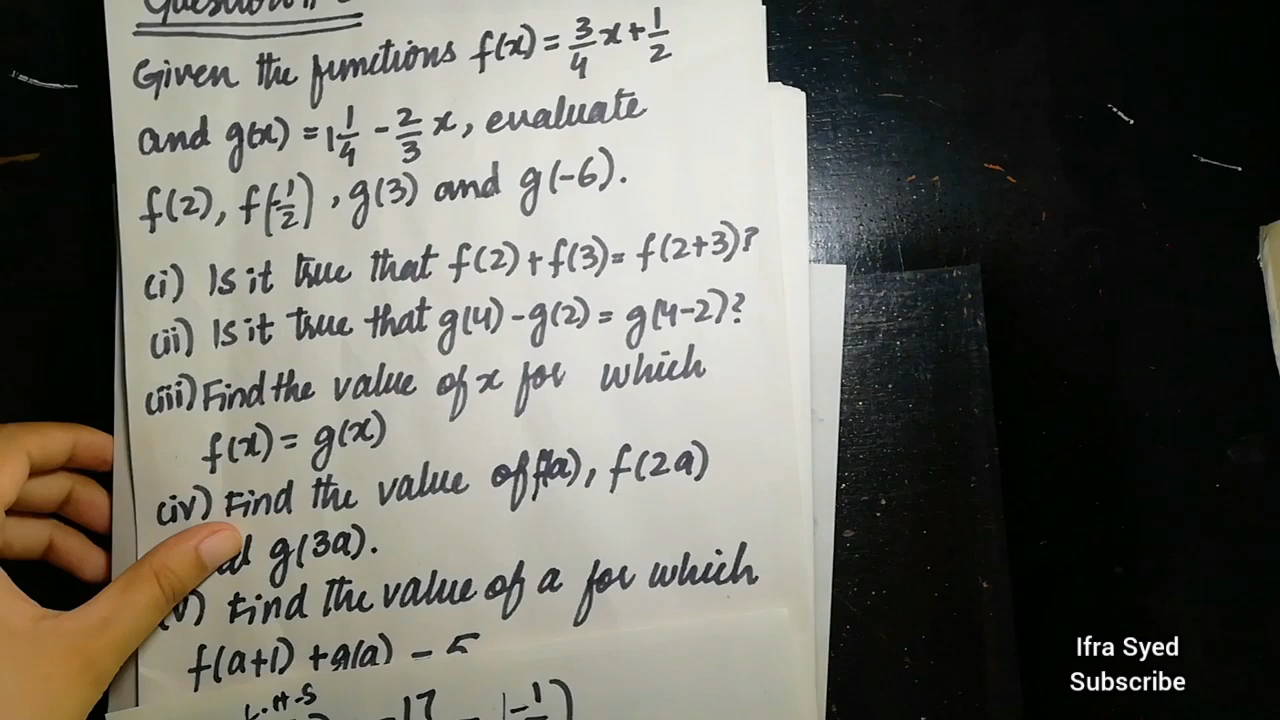 Question
Given the functions f(x) = 3/4 x + 1/2
and g(x) = 1 1/4 - 2/3 x, evaluate
f(2), f(-1/2), g(3) and g(-6).
(i) Is it true that f(2) + f(3) = f(2+3)?
(ii) Is it true that g(4) - g(2) = g(4-2)?
(iii) Find the value of x for which
f(x) = g(x)
(iv) Find the value of f(a), f(2a)
g(3a).
(v) Find the value of a for which
f(a+1) + g(a)
L.H.S
Ifra Syed
Subscribe